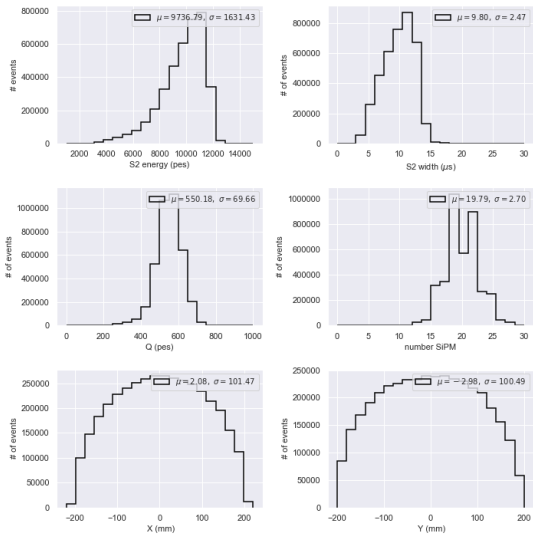 μ = 9736.79, σ = 1631.43
800000
600000
400000
200000
0
# events
2000 4000 6000 8000 10000 12000 14000
S2 energy (pes)
μ = 9.80, σ = 2.47
800000
600000
400000
200000
0
# of events
0 5 10 15 20 25 30
S2 width (μs)
μ = 550.18, σ = 69.66
1000000
800000
600000
400000
200000
0
# of events
0 200 400 600 800 1000
Q (pes)
μ = 19.79, σ = 2.70
1000000
800000
600000
400000
200000
0
# of events
0 5 10 15 20 25 30
number SiPM
μ = 2.08, σ = 101.47
250000
200000
150000
100000
50000
0
# of events
−200 −100 0 100 200
X (mm)
μ = −2.98, σ = 100.49
250000
200000
150000
100000
50000
0
# of events
−200 −100 0 100 200
Y (mm)